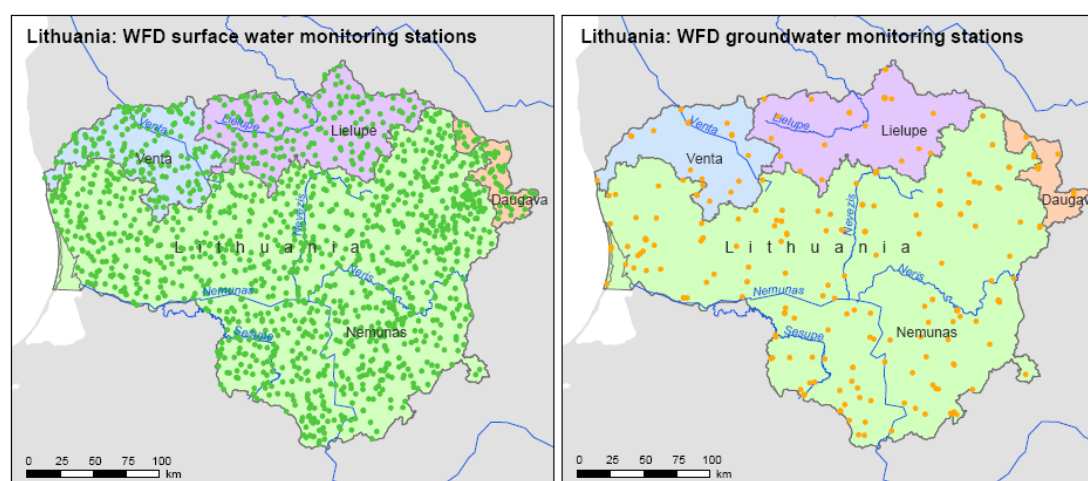 Lithuania: WFD surface water monitoring stations
Venta
Lielupe
Lielupe
Venta
Daugava
Nevezis
Lithuania
Neris
Nemunas
Sesupe
Nemunas
0 25 50 75 100
km
Lithuania: WFD groundwater monitoring stations
Venta
Lielupe
Lielupe
Venta
Daugava
Nevezis
Lithuania
Neris
Nemunas
Sesupe
Nemunas
0 25 50 75 100
km